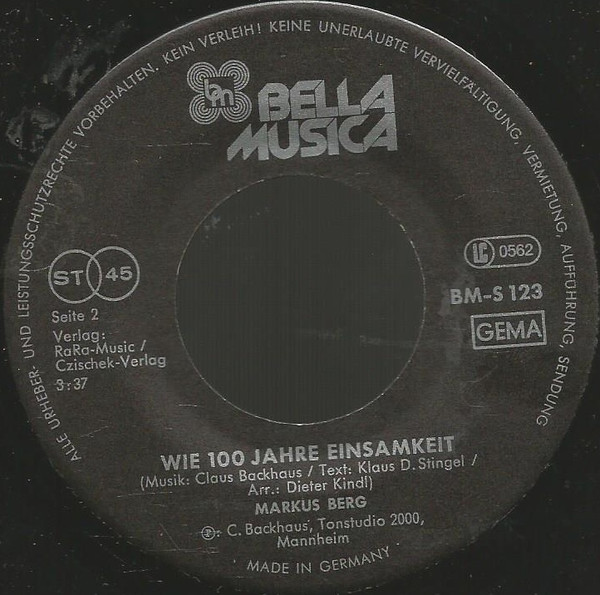 ALLE URHEBER- UND LEISTUNGSSCHUTZRECHTE VORBEHALTEN. KEIN VERLEIH! KEINE UNERLAUBTE VERVIELFÄLTIGUNG, VERMIETUNG, AUFFÜHRUNG, SENDUNG
bm BELLA
MUSICA
ST 45
LC 0562
BM-S 123
GEMA
Seite 2
Verlag:
RaRa-Music /
Czischek-Verlag
3:37
WIE 100 JAHRE EINSAMKEIT
(Musik: Claus Backhaus / Text: Klaus D. Stingel /
Arr.: Dieter Kindl)
MARKUS BERG
℗: C. Backhaus, Tonstudio 2000,
Mannheim
MADE IN GERMANY